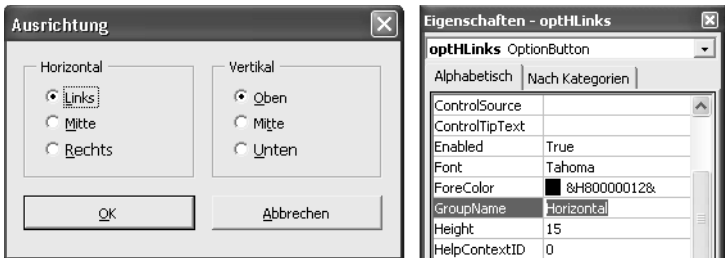 Ausrichtung
Horizontal
Links
Mitte
Rechts
Vertikal
Oben
Mitte
Unten
OK
Abbrechen
Eigenschaften - optHLinks
optHLinks OptionButton
Alphabetisch Nach Kategorien
ControlSource
ControlTipText
Enabled True
Font Tahoma
ForeColor &H80000012&
GroupName Horizontal
Height 15
HelpContextID 0